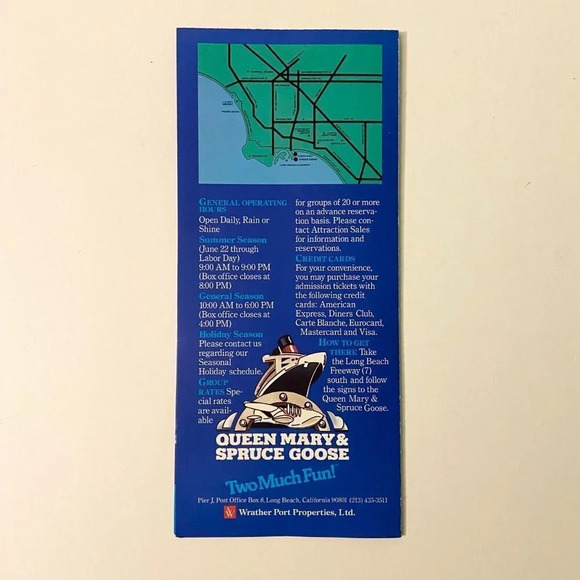 GENERAL OPERATING
HOURS
Open Daily, Rain or
Shine
Summer Season
(June 22 through
Labor Day)
9:00 AM to 9:00 PM
(Box office closes at
8:00 PM)
General Season
10:00 AM to 6:00 PM
(Box office closes at
4:00 PM)
Holiday Season
Please contact us
regarding our
Seasonal
Holiday schedule.
GROUP
RATES Spe-
cial rates
are avail-
able
for groups of 20 or more
on an advance reserva-
tion basis. Please con-
tact Attraction Sales
for information and
reservations.
CREDIT CARDS
For your convenience,
you may purchase your
admission tickets with
the following credit
cards: American
Express, Diners Club,
Carte Blanche, Eurocard,
Mastercard and Visa.
HOW TO GET
THERE Take
the Long Beach
Freeway (7)
south and follow
the signs to the
Queen Mary &
Spruce Goose.
QUEEN MARY &
SPRUCE GOOSE
Two Much Fun!
Pier J, Post Office Box 8, Long Beach, California 90801 (213) 435-3511
Wrather Port Properties, Ltd.